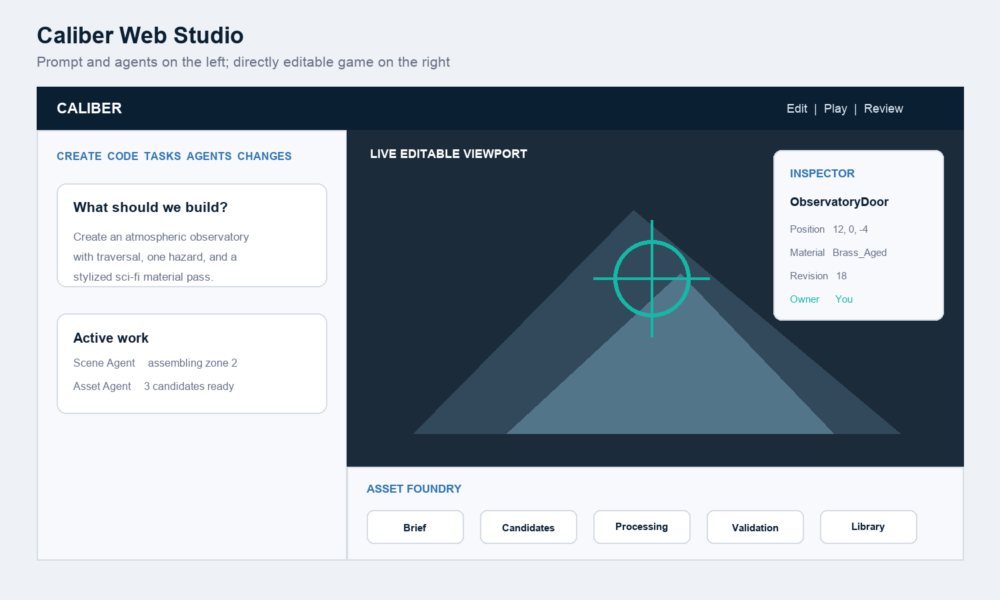 Caliber Web Studio
Prompt and agents on the left; directly editable game on the right
CALIBER
Edit | Play | Review
CREATE CODE TASKS AGENTS CHANGES
What should we build?
Create an atmospheric observatory
with traversal, one hazard, and a
stylized sci-fi material pass.
Active work
Scene Agent assembling zone 2
Asset Agent 3 candidates ready
LIVE EDITABLE VIEWPORT
INSPECTOR
ObservatoryDoor
Position 12, 0, -4
Material Brass_Aged
Revision 18
Owner You
ASSET FOUNDRY
Brief
Candidates
Processing
Validation
Library